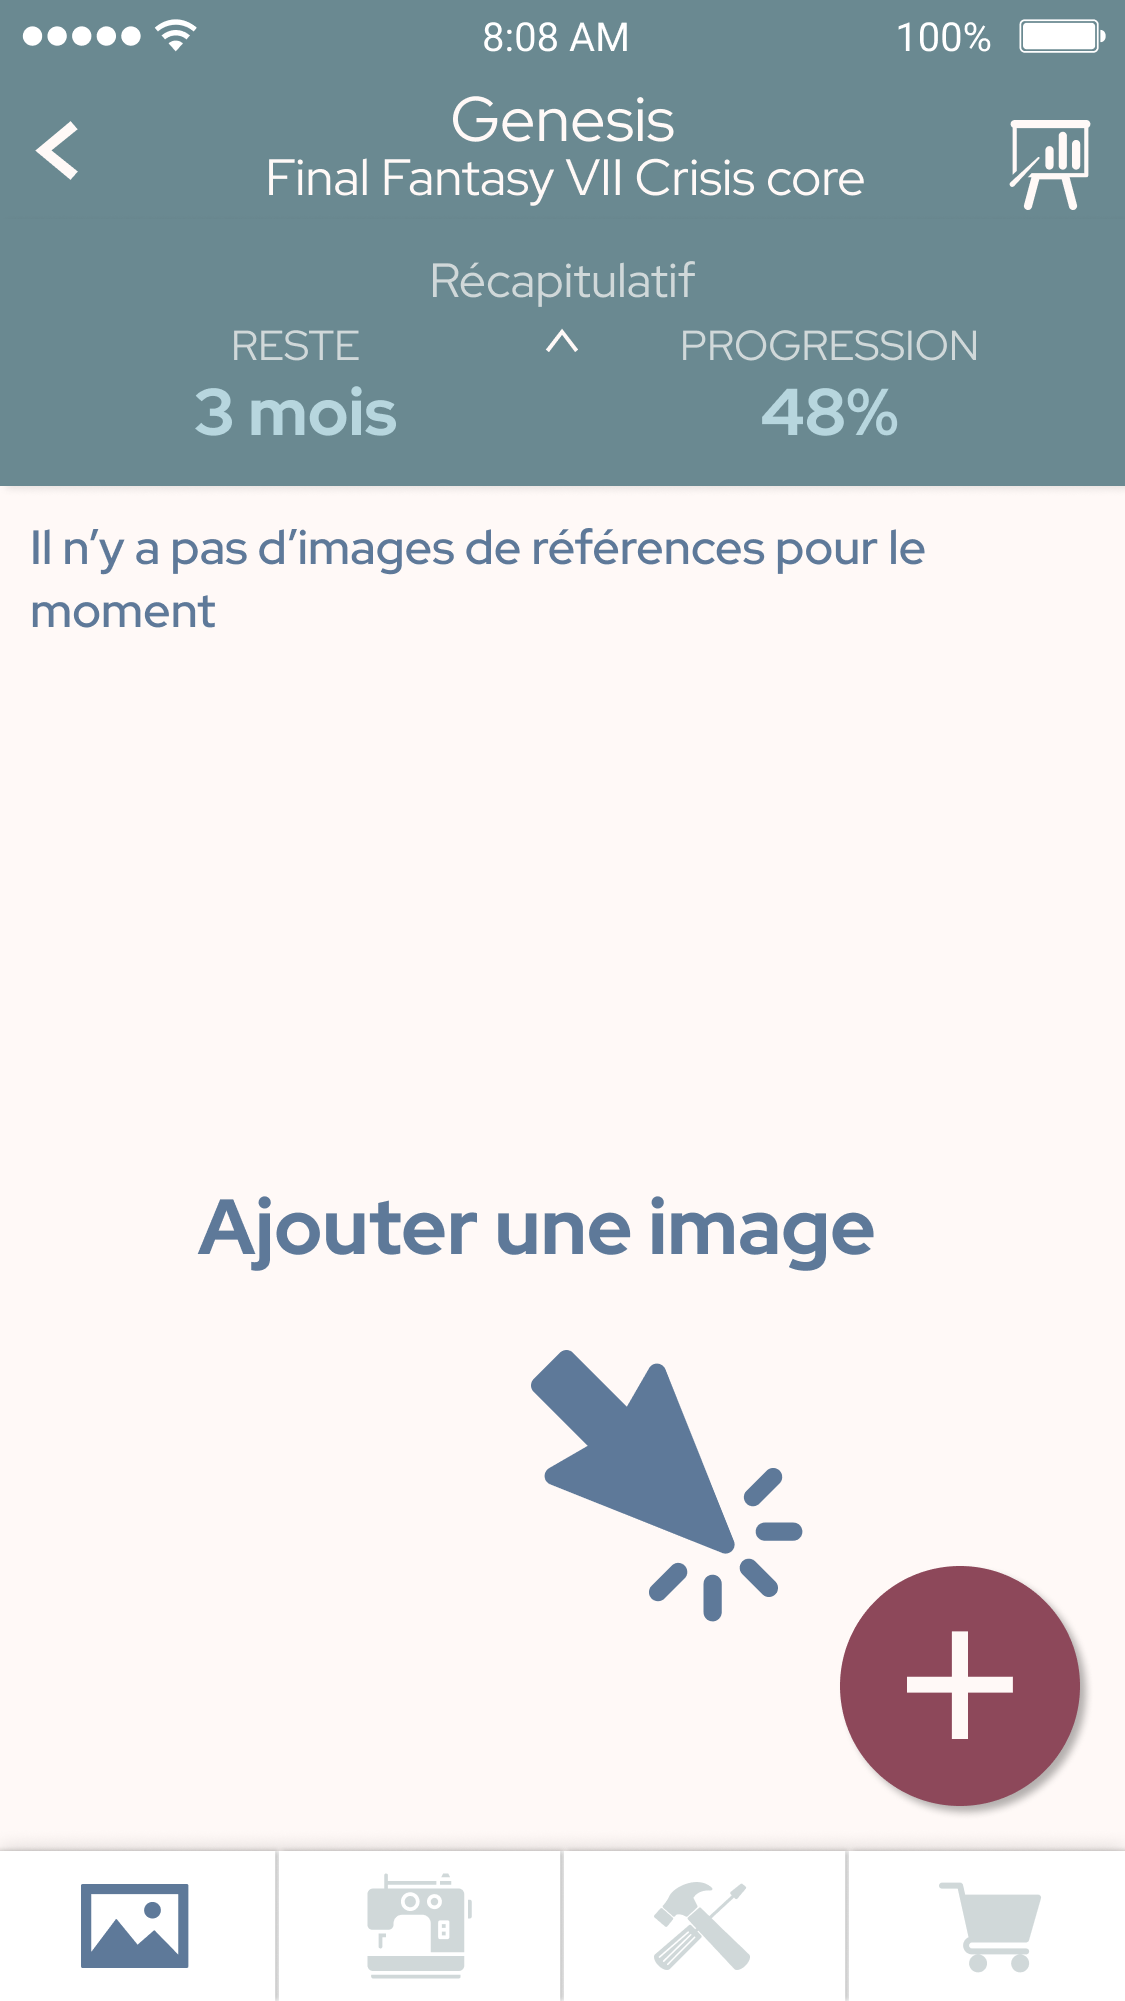 8:08 AM 100%
Genesis
Final Fantasy VII Crisis core
Récapitulatif
RESTE PROGRESSION
3 mois 48%
Il n’y a pas d’images de références pour le
moment
Ajouter une image